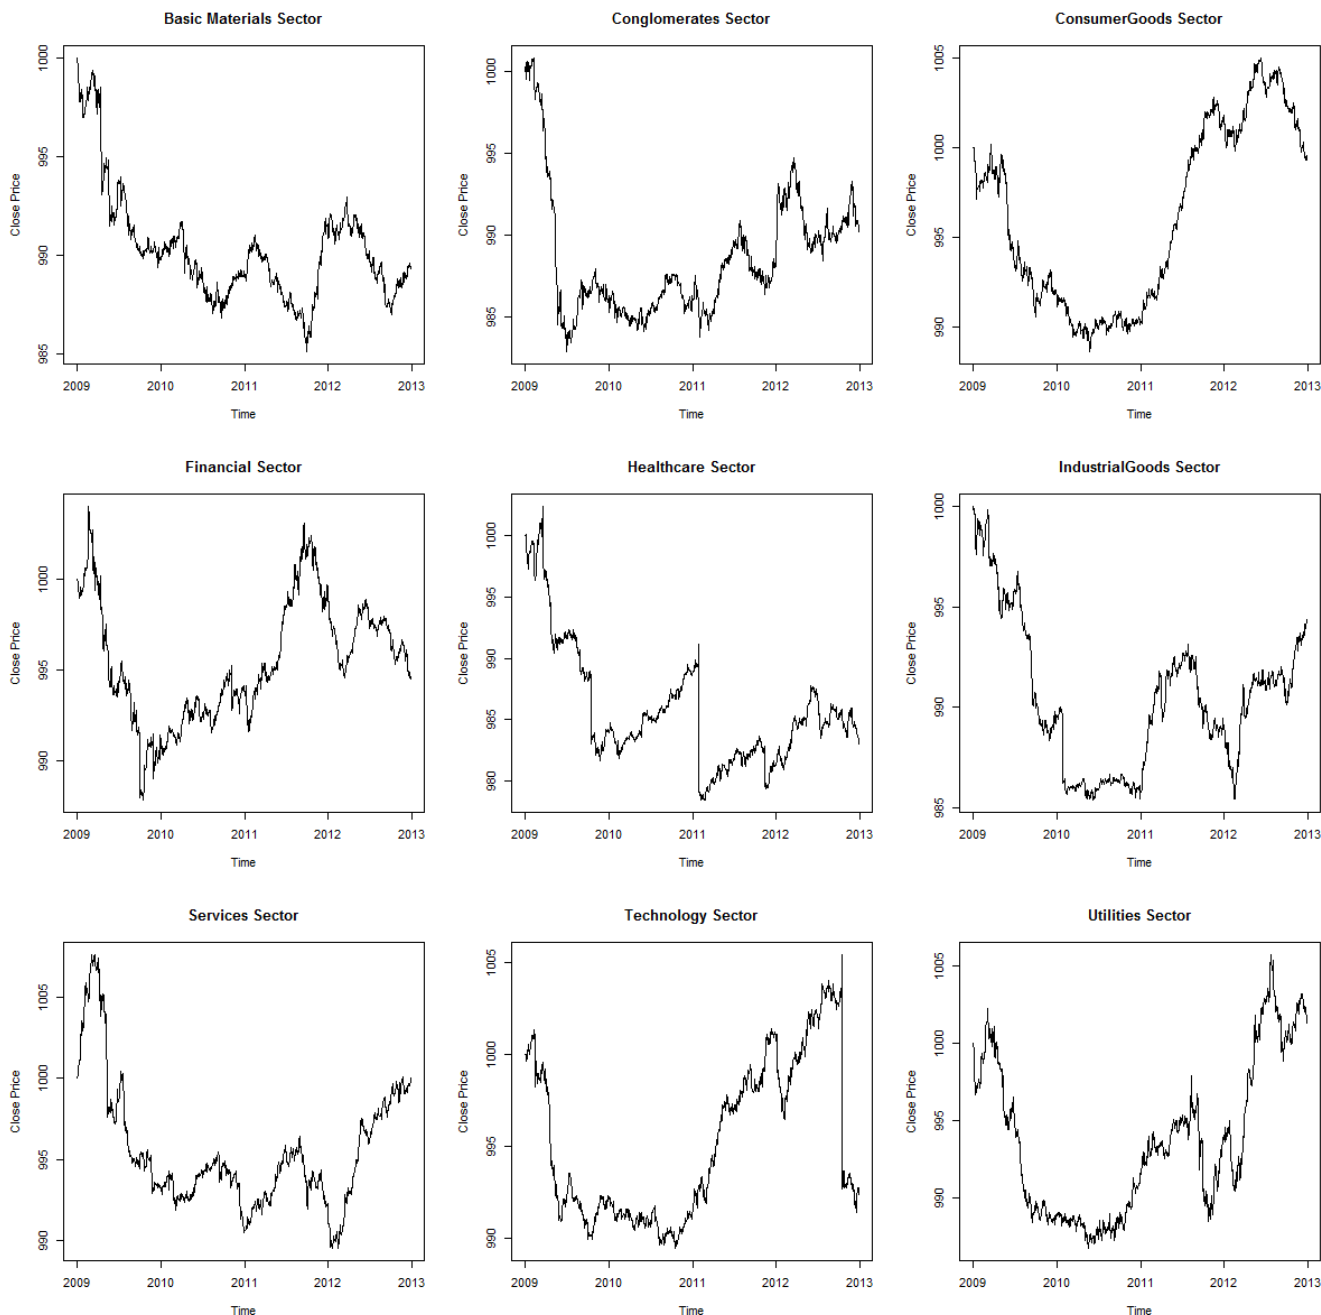 Basic Materials Sector
Close Price
1000
995
990
985
2009 2010 2011 2012 2013
Time
Conglomerates Sector
Close Price
1000
995
990
985
2009 2010 2011 2012 2013
Time
ConsumerGoods Sector
Close Price
1005
1000
995
990
2009 2010 2011 2012 2013
Time
Financial Sector
Close Price
1000
995
990
2009 2010 2011 2012 2013
Time
Healthcare Sector
Close Price
1000
995
990
985
980
2009 2010 2011 2012 2013
Time
IndustrialGoods Sector
Close Price
1000
995
990
985
2009 2010 2011 2012 2013
Time
Services Sector
Close Price
1005
1000
995
990
2009 2010 2011 2012 2013
Time
Technology Sector
Close Price
1005
1000
995
990
2009 2010 2011 2012 2013
Time
Utilities Sector
Close Price
1005
1000
995
990
2009 2010 2011 2012 2013
Time